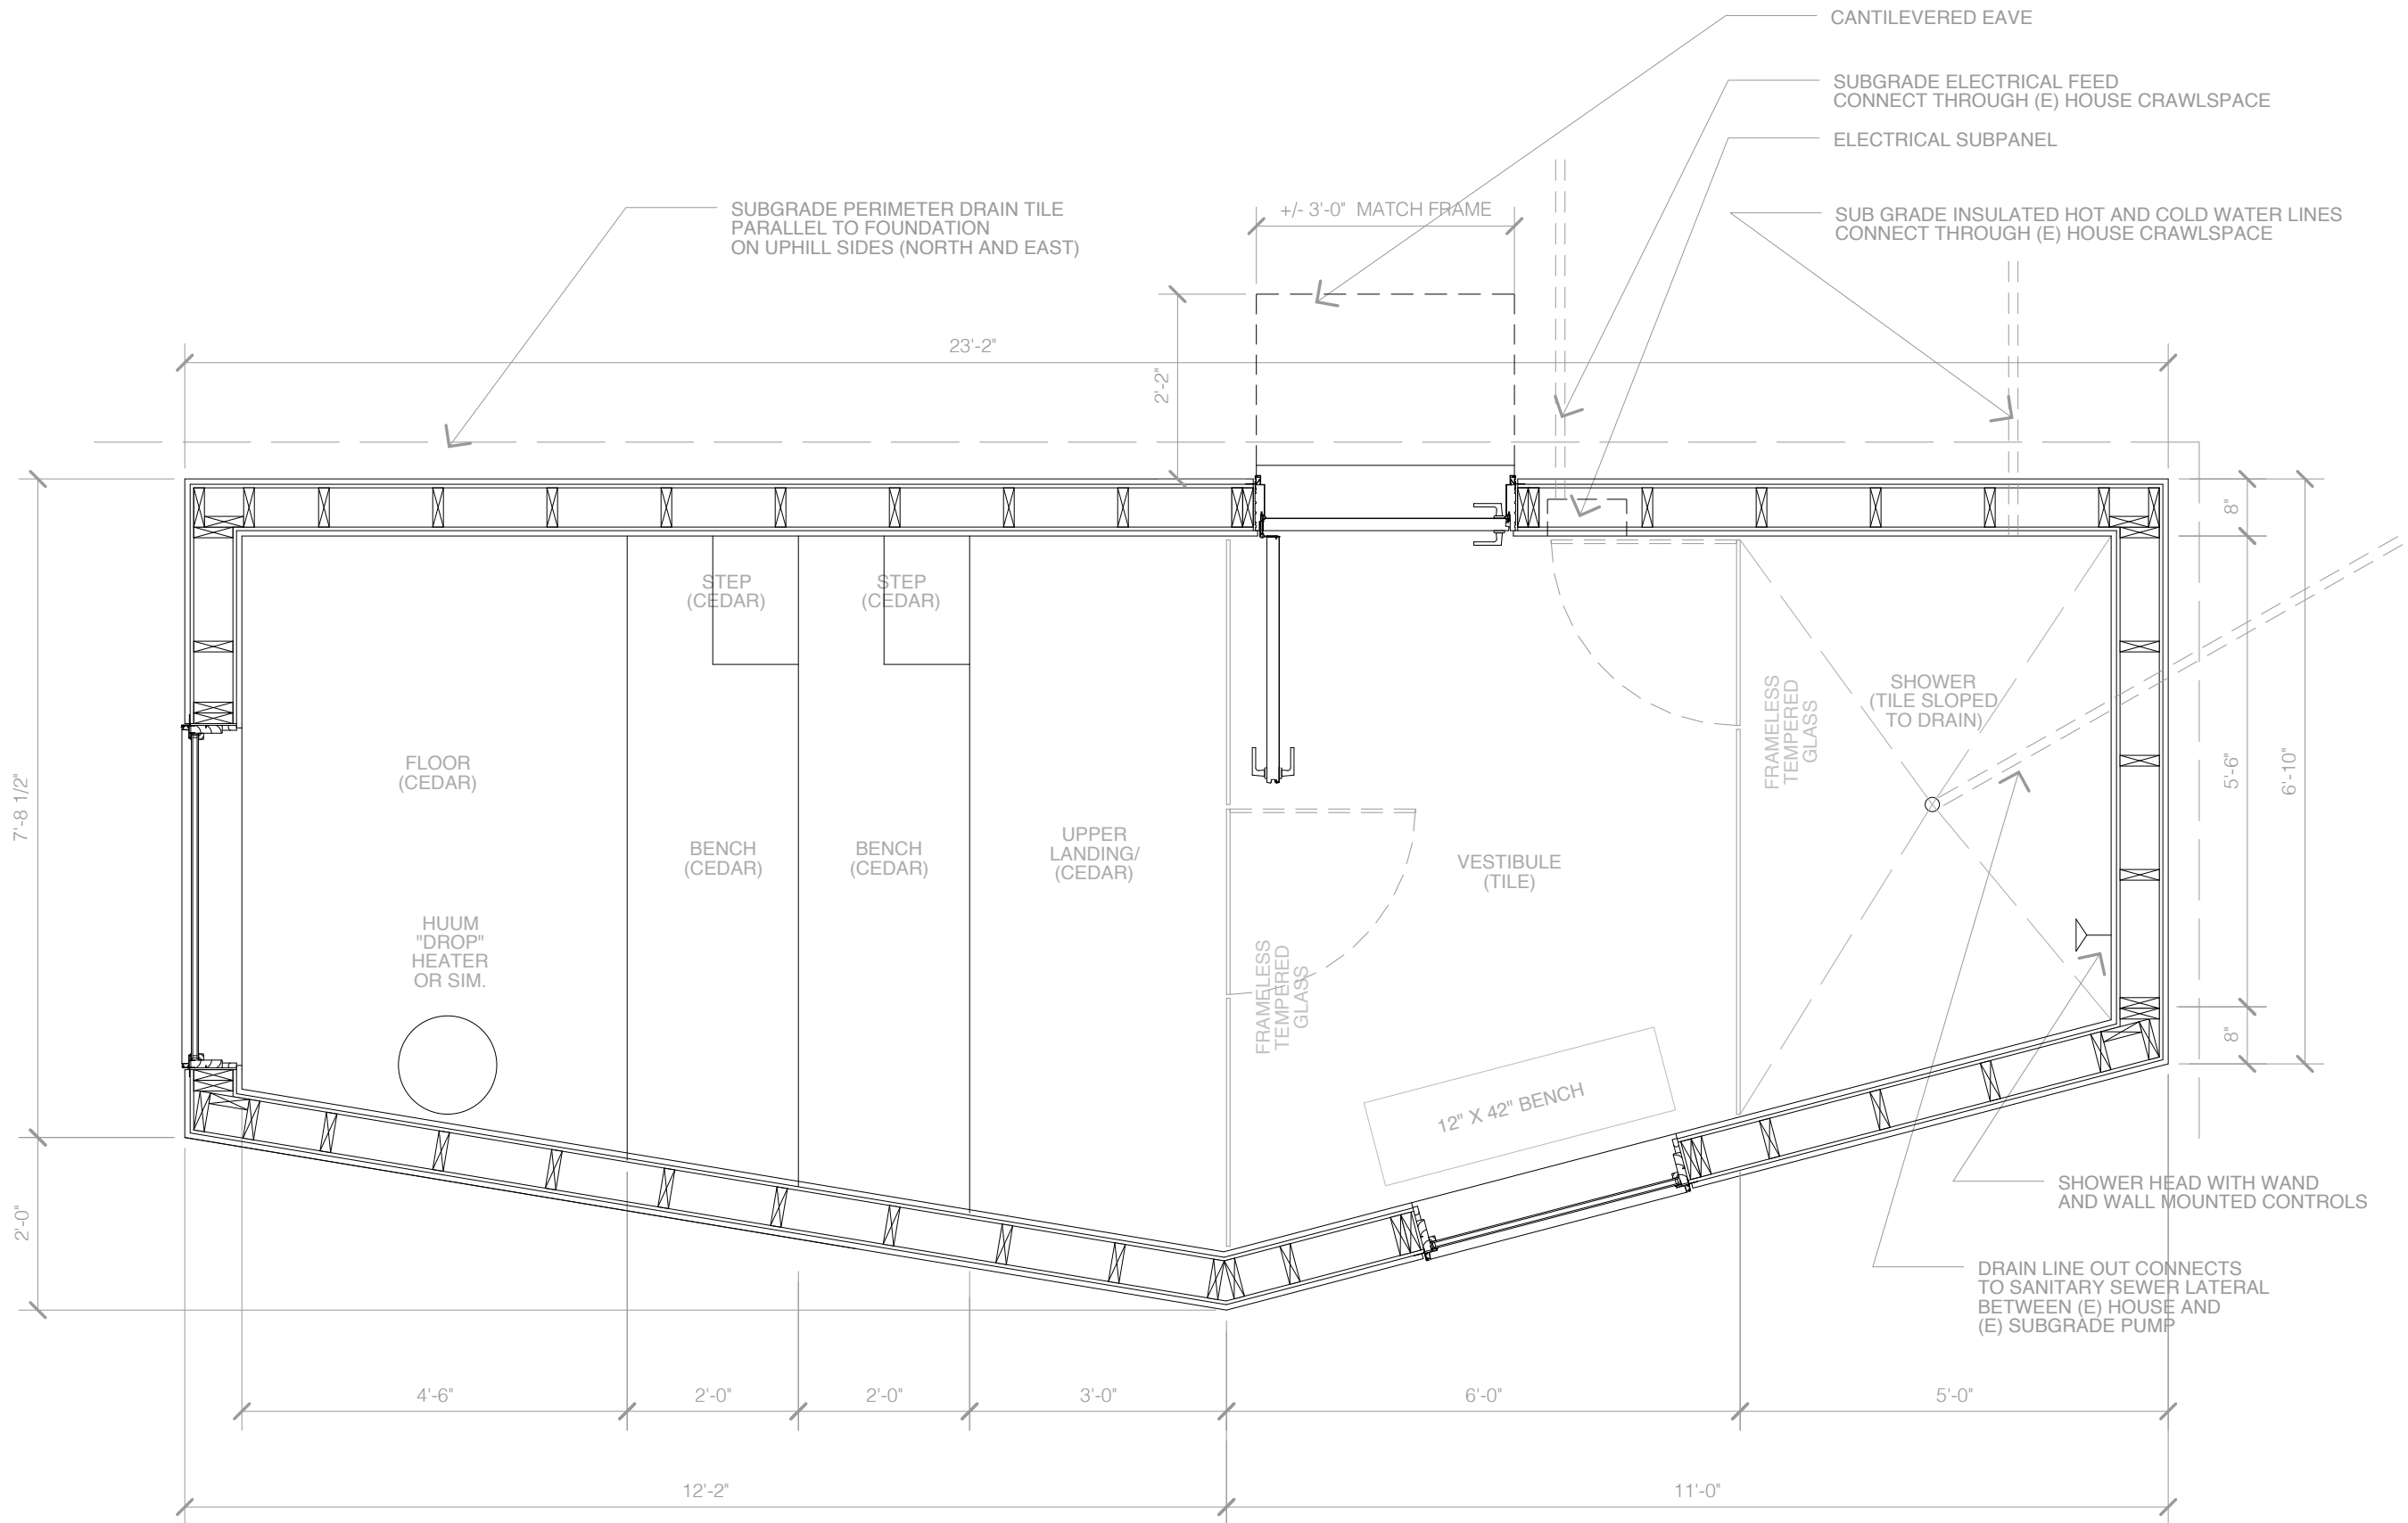 CANTILEVERED EAVE
SUBGRADE ELECTRICAL FEED
CONNECT THROUGH (E) HOUSE CRAWLSPACE
ELECTRICAL SUBPANEL
SUBGRADE PERIMETER DRAIN TILE
PARALLEL TO FOUNDATION
ON UPHILL SIDES (NORTH AND EAST)
+/- 3'-0" MATCH FRAME
SUB GRADE INSULATED HOT AND COLD WATER LINES
CONNECT THROUGH (E) HOUSE CRAWLSPACE
23'-2"
2'-2"
8"
STEP
(CEDAR)
STEP
(CEDAR)
FRAMELESS
TEMPERED
GLASS
SHOWER
(TILE SLOPED
TO DRAIN)
FLOOR
(CEDAR)
7'-8 1/2"
5'-6"
6'-10"
BENCH
(CEDAR)
BENCH
(CEDAR)
UPPER
LANDING/
(CEDAR)
VESTIBULE
(TILE)
HUUM
"DROP"
HEATER
OR SIM.
FRAMELESS
TEMPERED
GLASS
8"
12" X 42" BENCH
2'-0"
SHOWER HEAD WITH WAND
AND WALL MOUNTED CONTROLS
DRAIN LINE OUT CONNECTS
TO SANITARY SEWER LATERAL
BETWEEN (E) HOUSE AND
(E) SUBGRADE PUMP
4'-6"
2'-0"
2'-0"
3'-0"
6'-0"
5'-0"
12'-2"
11'-0"